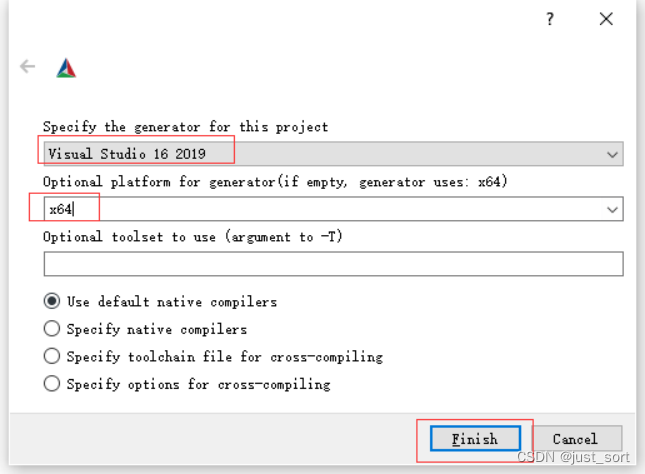 ?
Specify the generator for this project
Visual Studio 16 2019
Optional platform for generator(if empty, generator uses: x64)
x64
Optional toolset to use (argument to -T)
Use default native compilers
Specify native compilers
Specify toolchain file for cross-compiling
Specify options for cross-compiling
Finish Cancel
CSDN @just_sort